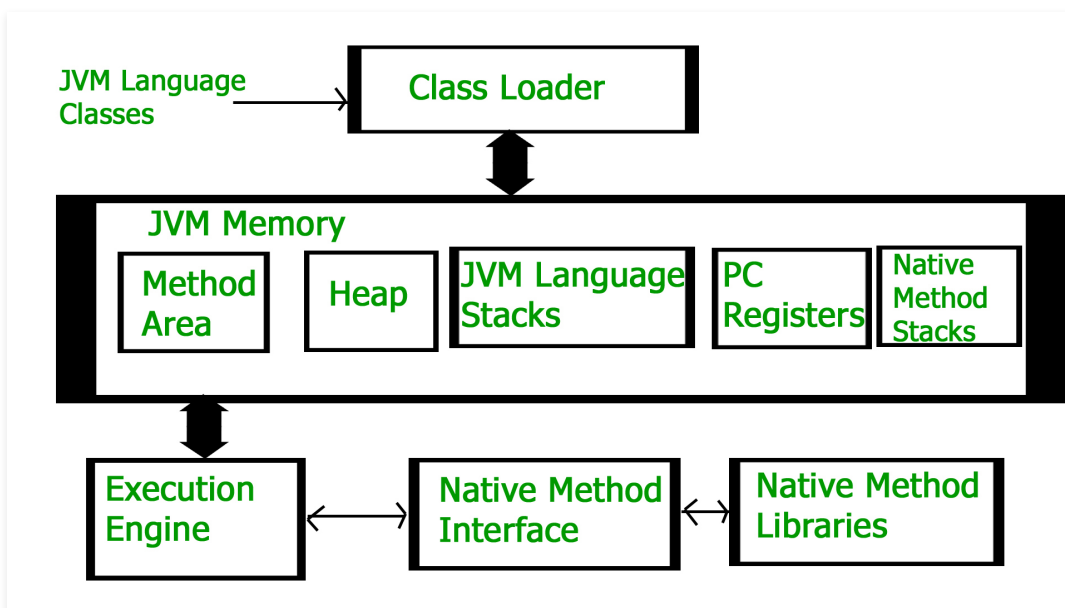 JVM Language
Classes
Class Loader
JVM Memory
Method
Area
Heap
JVM Language
Stacks
PC
Registers
Native
Method
Stacks
Execution
Engine
Native Method
Interface
Native Method
Libraries